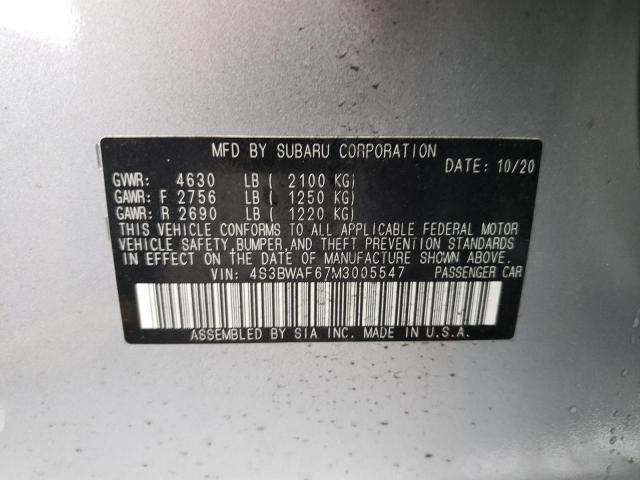 MFD BY SUBARU CORPORATION
DATE: 10/20
GVWR: 4630 LB ( 2100 KG)
GAWR: F 2756 LB ( 1250 KG)
GAWR: R 2690 LB ( 1220 KG)
THIS VEHICLE CONFORMS TO ALL APPLICABLE FEDERAL MOTOR
VEHICLE SAFETY, BUMPER, AND THEFT PREVENTION STANDARDS
IN EFFECT ON THE DATE OF MANUFACTURE SHOWN ABOVE.
VIN: 4S3BWAF67M3005547 PASSENGER CAR
ASSEMBLED BY SIA INC. MADE IN U.S.A.